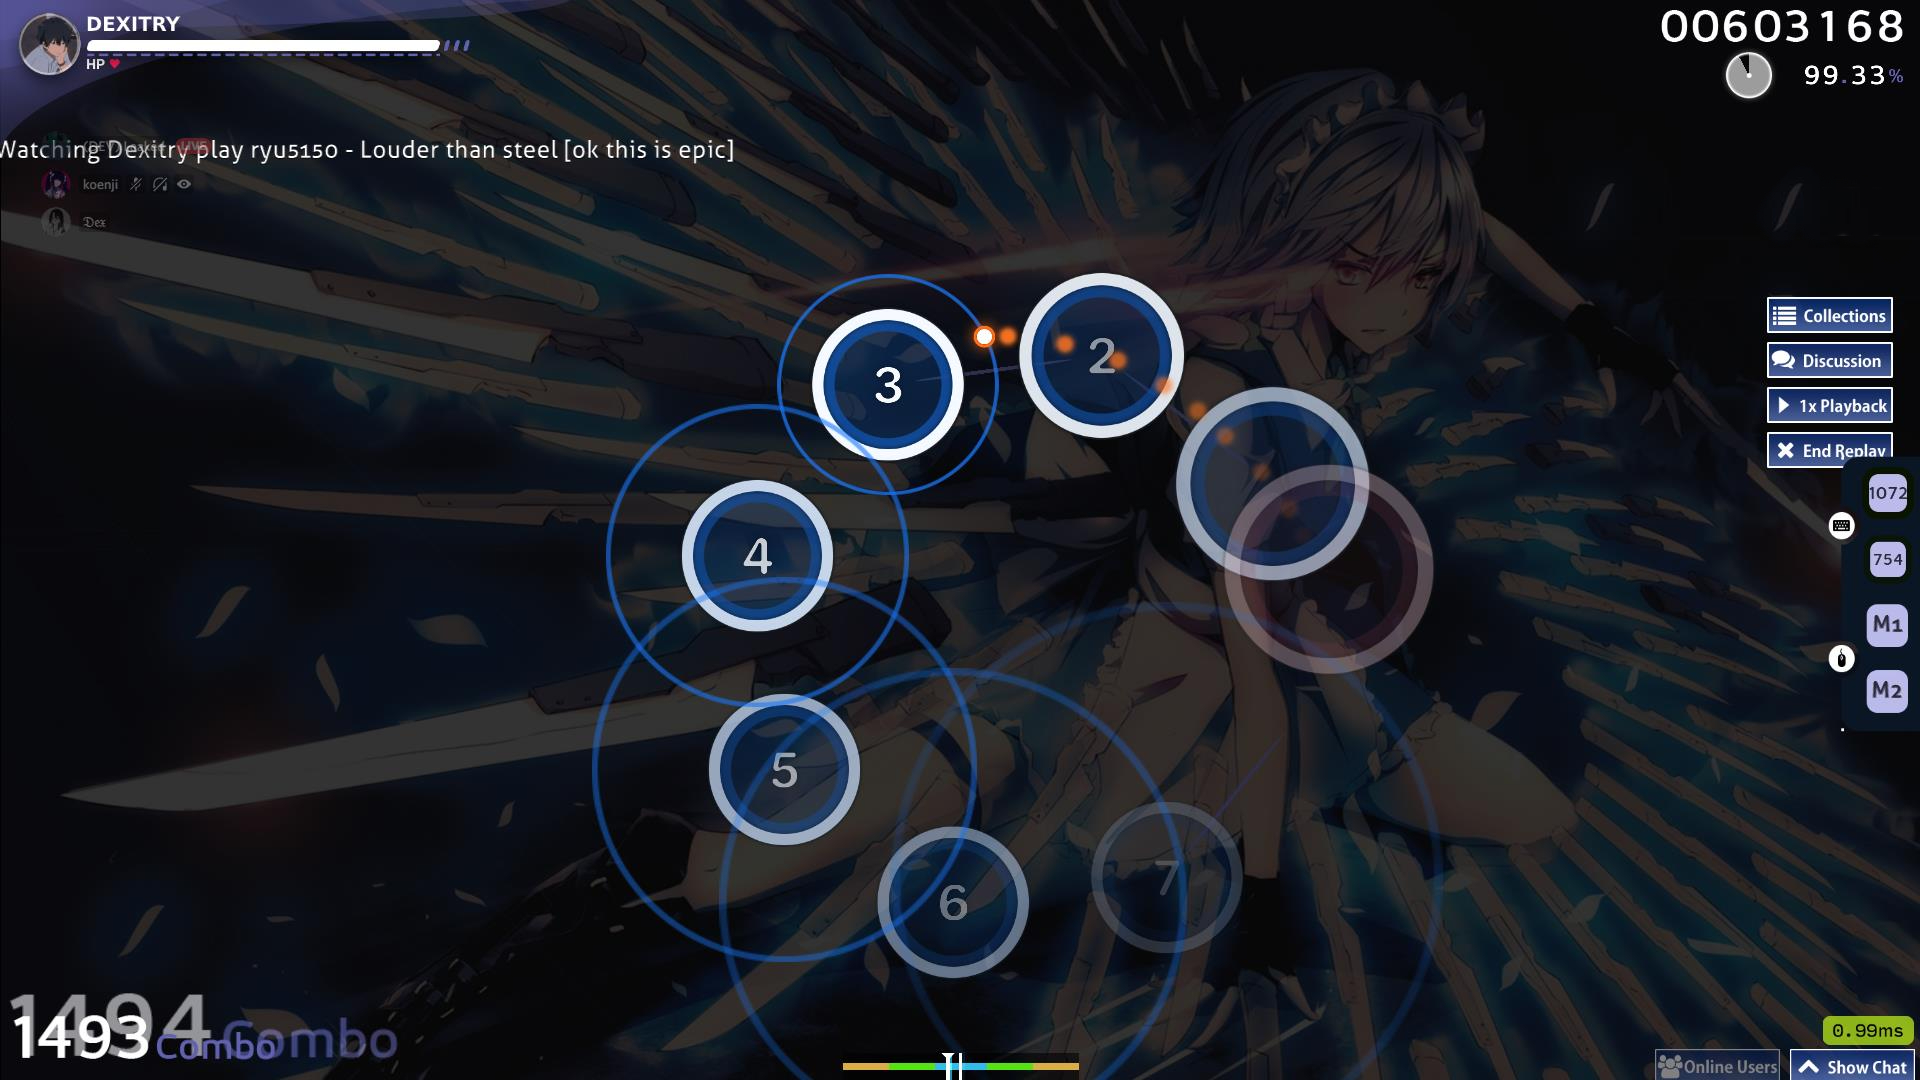 DEXITRY
HP
00603168
99.33%
Watching Dexitry play ryu5150 - Louder than steel [ok this is epic]
koenji
Dex
Collections
Discussion
1x Playback
End Replay
1072
754
M1
M2
2
3
4
5
6
7
1494 Combo
1493 Combo
0.99ms
Online Users
Show Chat